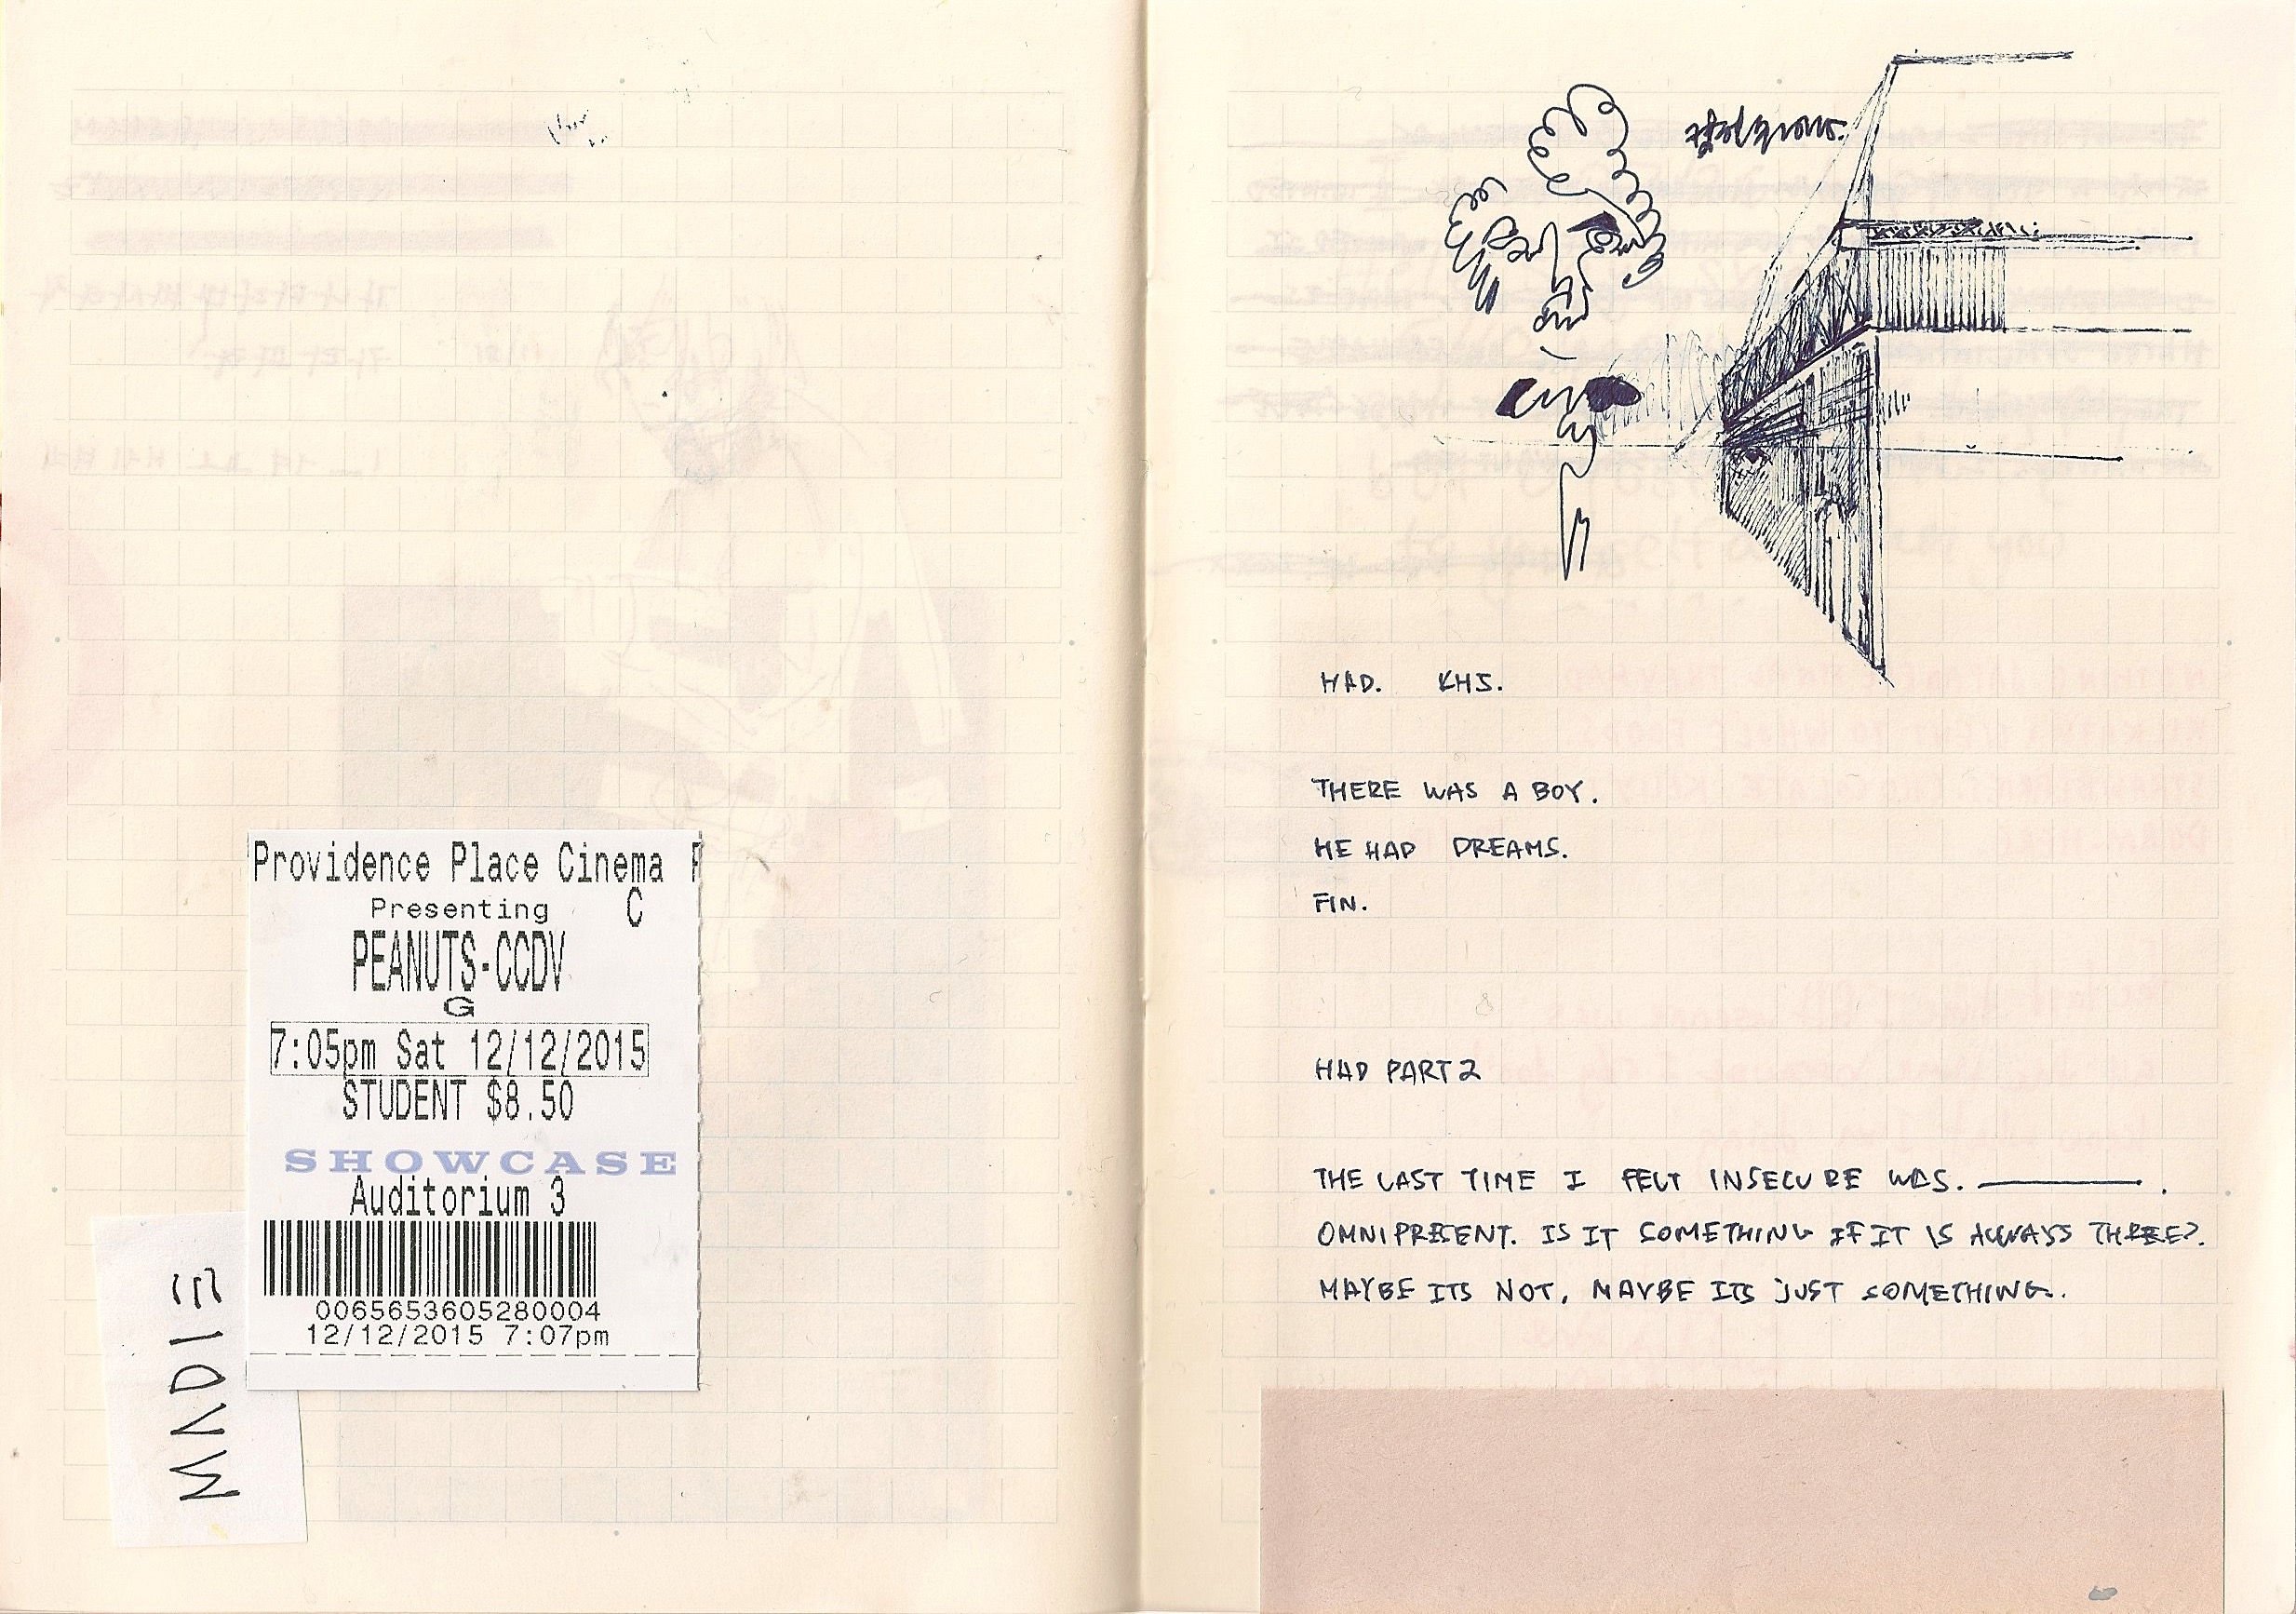 Providence Place Cinema
C
Presenting
PEANUTS-CCDV
G
7:05pm Sat 12/12/2015
STUDENT $8.50
SHOWCASE
Auditorium 3
0065653605280004
12/12/2015 7:07pm
MADIE
HAD. KHJ.
THERE WAS A BOY.
HE HAD DREAMS.
FIN.
HAD PART 2
THE LAST TIME I FELT INSECURE WAS. ________.
OMNIPRESENT. IS IT SOMETHING IF IT IS ALWAYS THERE?.
MAYBE ITS NOT. MAYBE ITS JUST SOMETHING.